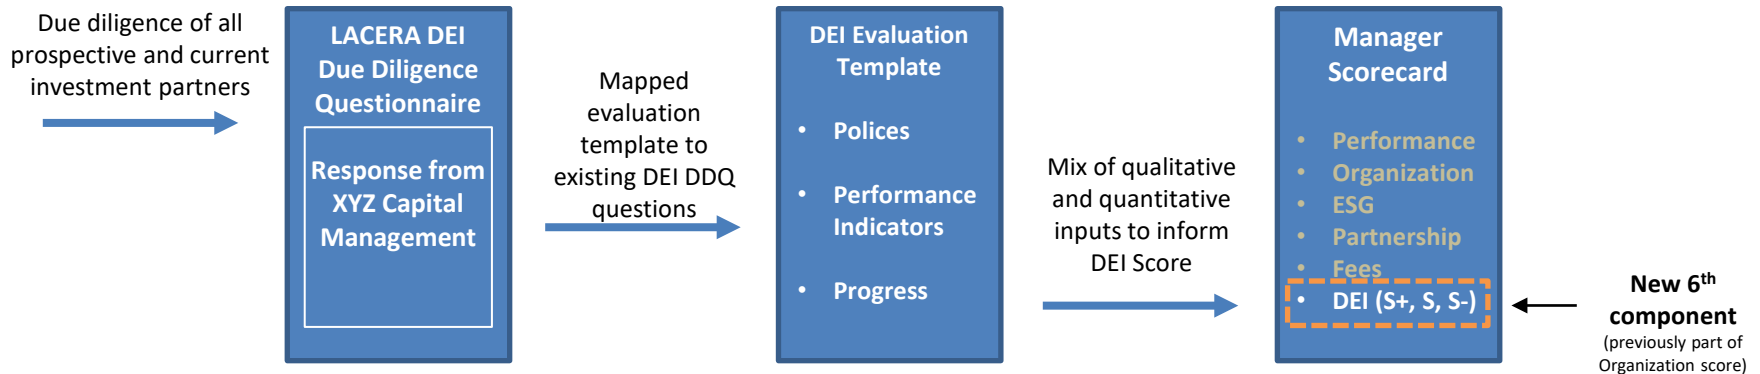 Due diligence of all
prospective and current
investment partners
LACERA DEI
Due Diligence
Questionnaire
Response from
XYZ Capital
Management
Mapped
evaluation
template to
existing DEI DDQ
questions
DEI Evaluation
Template
• Polices
• Performance
Indicators
• Progress
Mix of qualitative
and quantitative
inputs to inform
DEI Score
Manager
Scorecard
• Performance
• Organization
• ESG
• Partnership
• Fees
• DEI (S+, S, S-)
New 6th
component
(previously part of
Organization score)